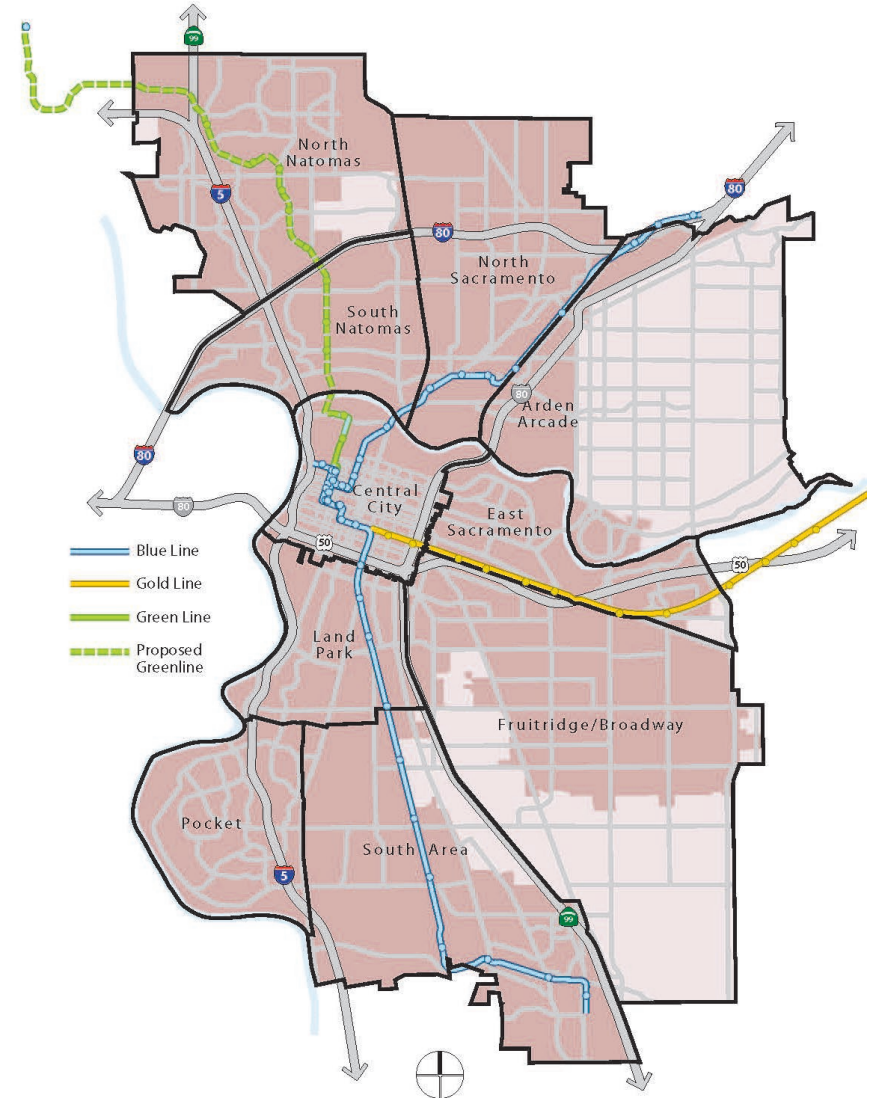 99
North
Natomas
5
80
80
North
Sacramento
South
Natomas
80
Arden
Arcade
80
80
Central
City
East
Sacramento
50
50
Blue Line
Gold Line
Green Line
Proposed
Greenline
Land
Park
Fruitridge/Broadway
Pocket
South Area
5
99